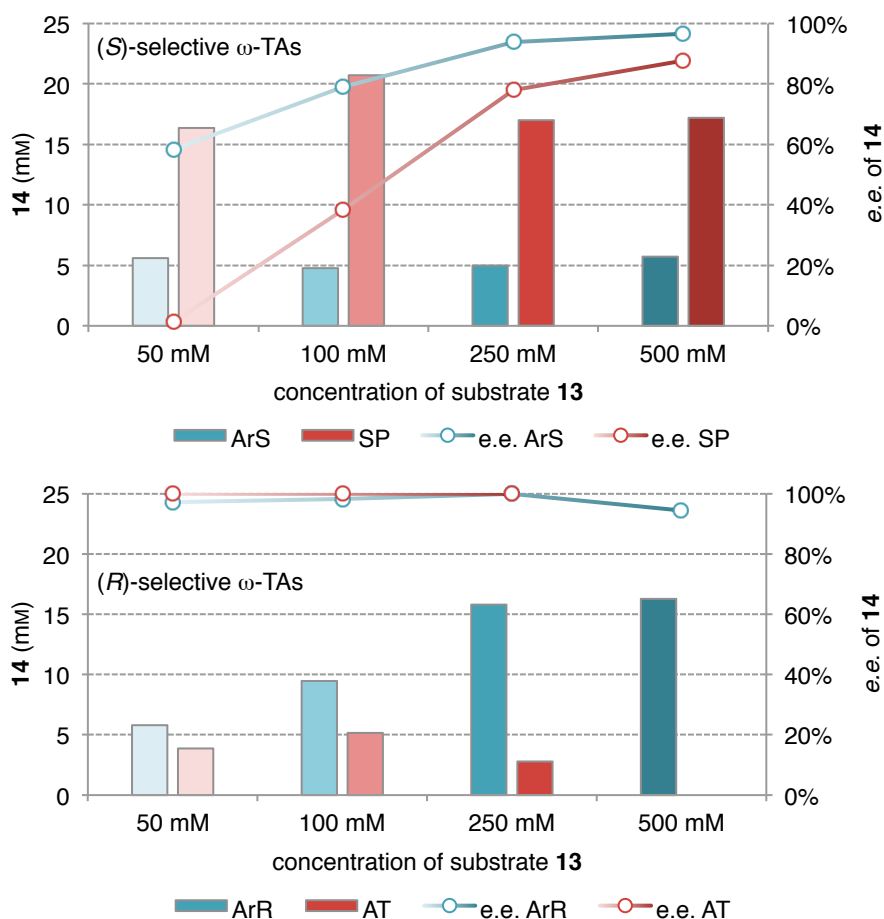 (S)-selective ω-TAs
14 (mM)
25
20
15
10
5
0
100%
80%
60%
40%
20%
0%
e.e. of 14
50 mM 100 mM 250 mM 500 mM
concentration of substrate 13
ArS SP e.e. ArS e.e. SP
(R)-selective ω-TAs
14 (mM)
25
20
15
10
5
0
100%
80%
60%
40%
20%
0%
e.e. of 14
50 mM 100 mM 250 mM 500 mM
concentration of substrate 13
ArR AT e.e. ArR e.e. AT